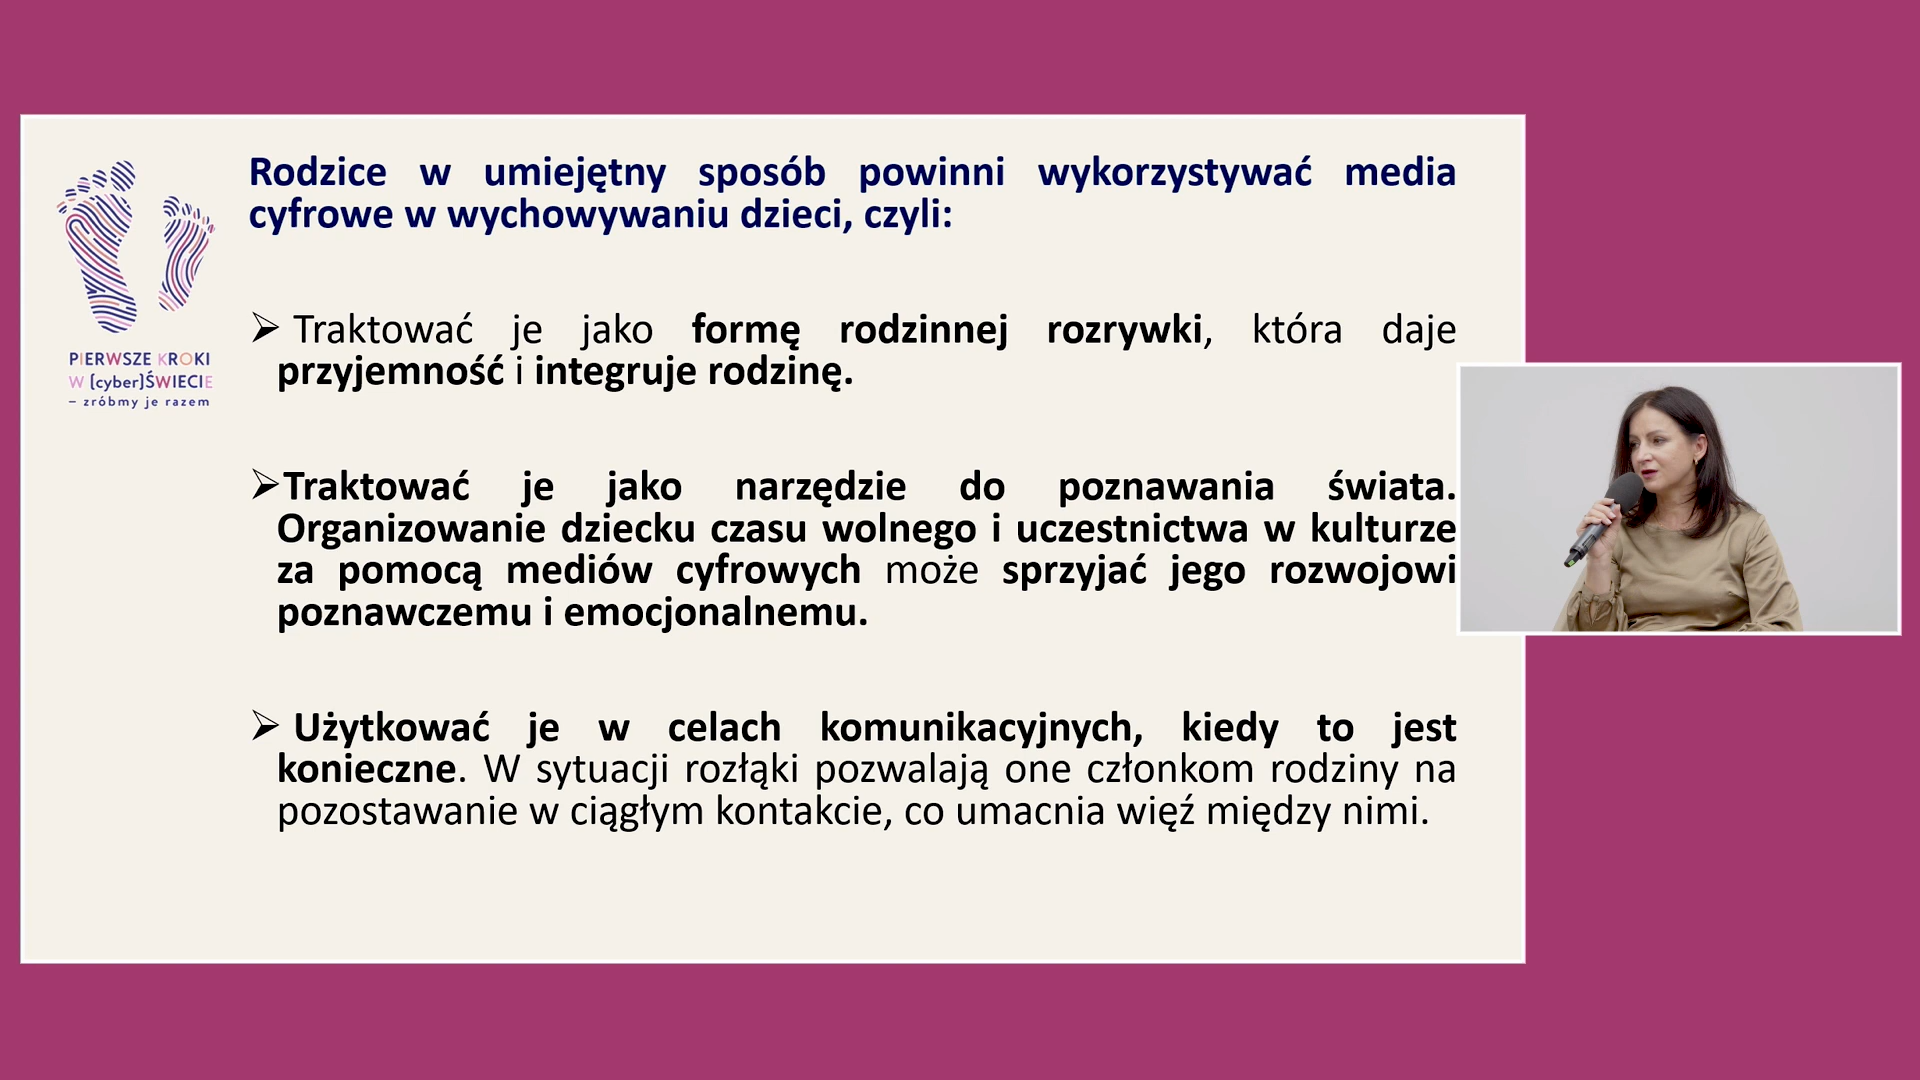 Rodzice w umiejętny sposób powinni wykorzystywać media
cyfrowe w wychowywaniu dzieci, czyli:
PIERWSZE KROKI
W [cyber]ŚWIECIE
– zróbmy je razem
➢ Traktować je jako formę rodzinnej rozrywki, która daje
przyjemność i integruje rodzinę.
➢Traktować je jako narzędzie do poznawania świata.
Organizowanie dziecku czasu wolnego i uczestnictwa w kulturze
za pomocą mediów cyfrowych może sprzyjać jego rozwojowi
poznawczemu i emocjonalnemu.
➢ Użytkować je w celach komunikacyjnych, kiedy to jest
konieczne. W sytuacji rozłąki pozwalają one członkom rodziny na
pozostawanie w ciągłym kontakcie, co umacnia więź między nimi.